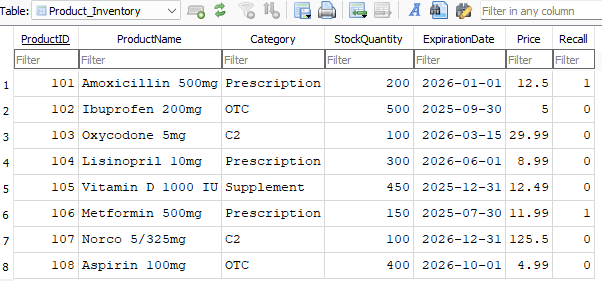 Table: Product_Inventory Filter in any column
ProductID ProductName Category StockQuantity ExpirationDate Price Recall
Filter Filter Filter Filter Filter Filter Filter
1 101 Amoxicillin 500mg Prescription 200 2026-01-01 12.5 1
2 102 Ibuprofen 200mg OTC 500 2025-09-30 5 0
3 103 Oxycodone 5mg C2 100 2026-03-15 29.99 0
4 104 Lisinopril 10mg Prescription 300 2026-06-01 8.99 0
5 105 Vitamin D 1000 IU Supplement 450 2025-12-31 12.49 0
6 106 Metformin 500mg Prescription 150 2025-07-30 11.99 1
7 107 Norco 5/325mg C2 100 2026-12-31 125.5 0
8 108 Aspirin 100mg OTC 400 2026-10-01 4.99 0